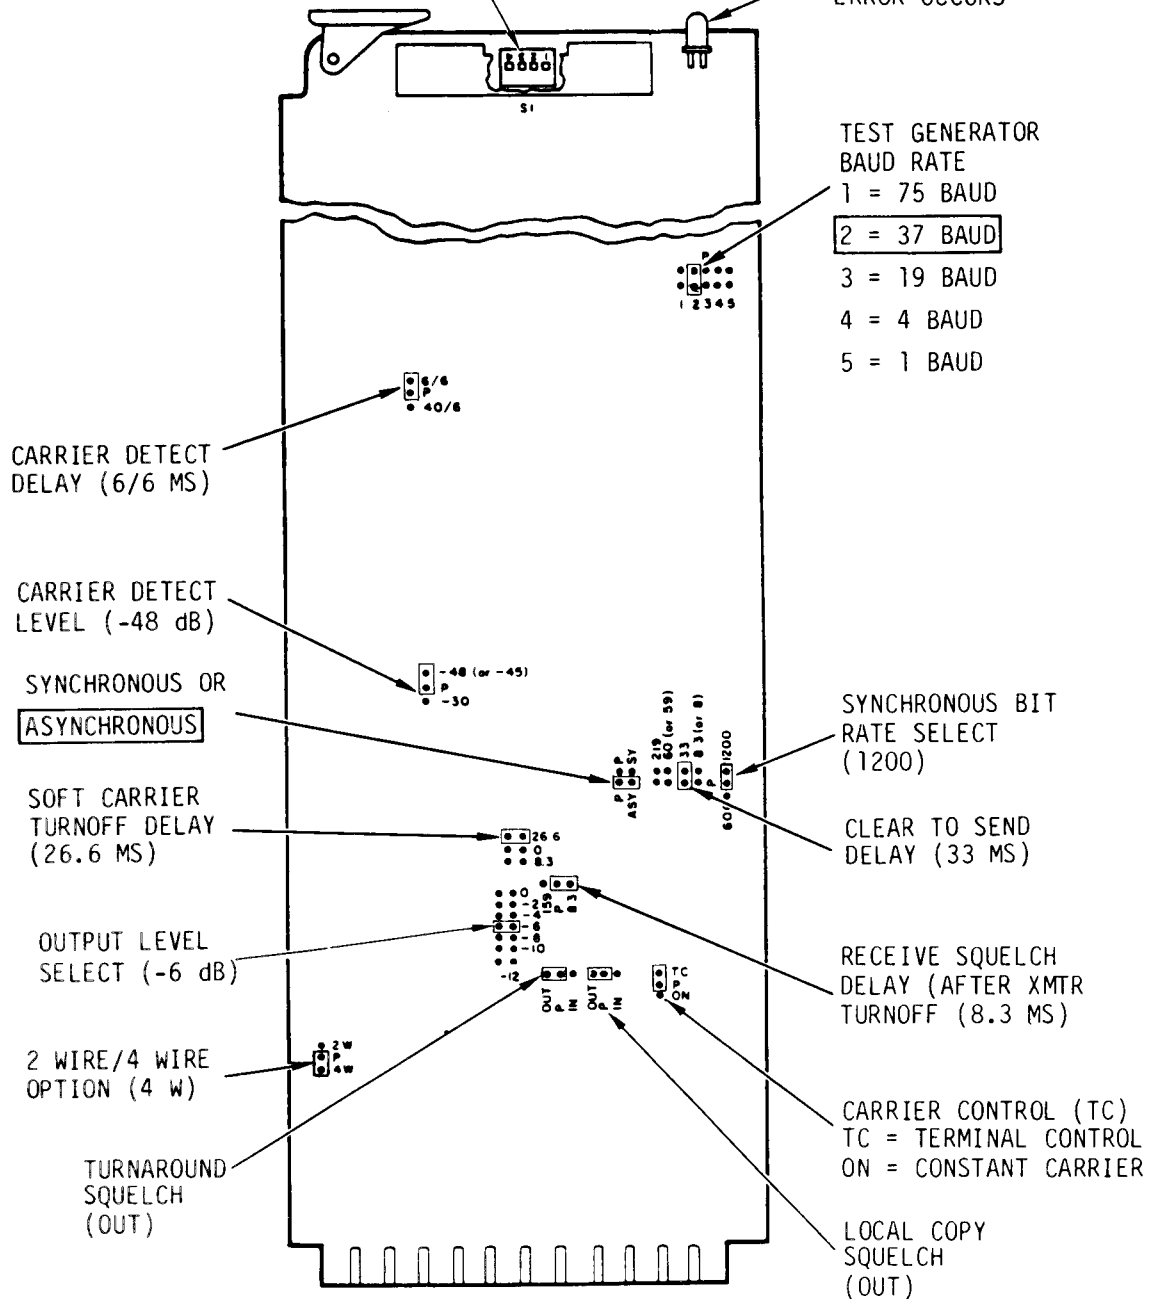 ERROR OCCURS
1 2 3 4
S1
TEST GENERATOR
BAUD RATE
1 = 75 BAUD
2 = 37 BAUD
3 = 19 BAUD
4 = 4 BAUD
5 = 1 BAUD
P
1 2 3 4 5
6/6
P
40/6
CARRIER DETECT
DELAY (6/6 MS)
CARRIER DETECT
LEVEL (-48 dB)
-48 (or -45)
P
-30
SYNCHRONOUS OR
ASYNCHRONOUS
P SY
P ASY
219
60 (or 59)
33
8.3 (or 8)
1200
P
600
SYNCHRONOUS BIT
RATE SELECT
(1200)
SOFT CARRIER
TURNOFF DELAY
(26.6 MS)
26.6
0
8.3
CLEAR TO SEND
DELAY (33 MS)
0
-2
-4
-6
-8
-10
-12
159
P
8.3
OUTPUT LEVEL
SELECT (-6 dB)
RECEIVE SQUELCH
DELAY (AFTER XMTR
TURNOFF (8.3 MS)
OUT P IN
OUT P IN
TC
P
ON
2W
P
4W
2 WIRE/4 WIRE
OPTION (4 W)
CARRIER CONTROL (TC)
TC = TERMINAL CONTROL
ON = CONSTANT CARRIER
TURNAROUND
SQUELCH
(OUT)
LOCAL COPY
SQUELCH
(OUT)